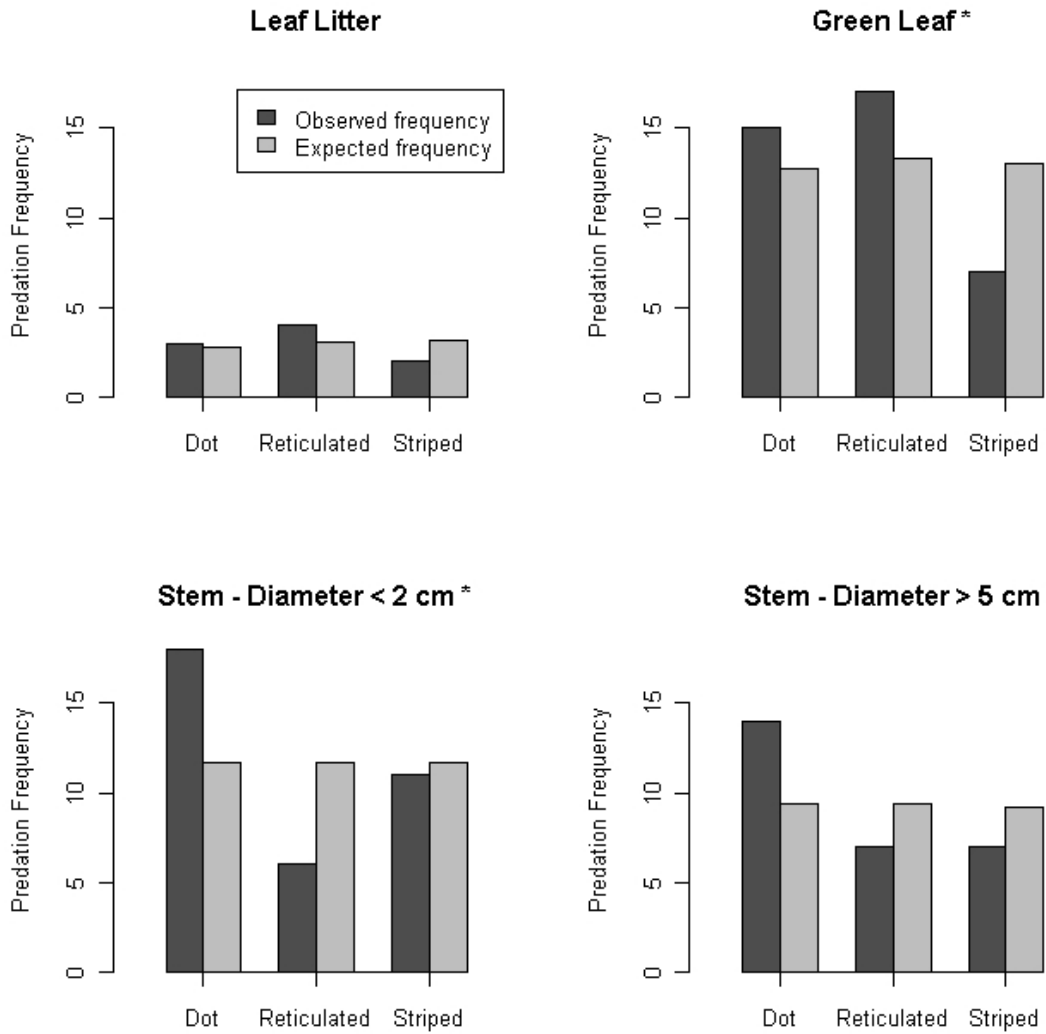 Leaf Litter
Observed frequency
Expected frequency
Predation Frequency
0
5
10
15
Dot
Reticulated
Striped
Green Leaf *
Predation Frequency
0
5
10
15
Dot
Reticulated
Striped
Stem - Diameter < 2 cm *
Predation Frequency
0
5
10
15
Dot
Reticulated
Striped
Stem - Diameter > 5 cm
Predation Frequency
0
5
10
15
Dot
Reticulated
Striped